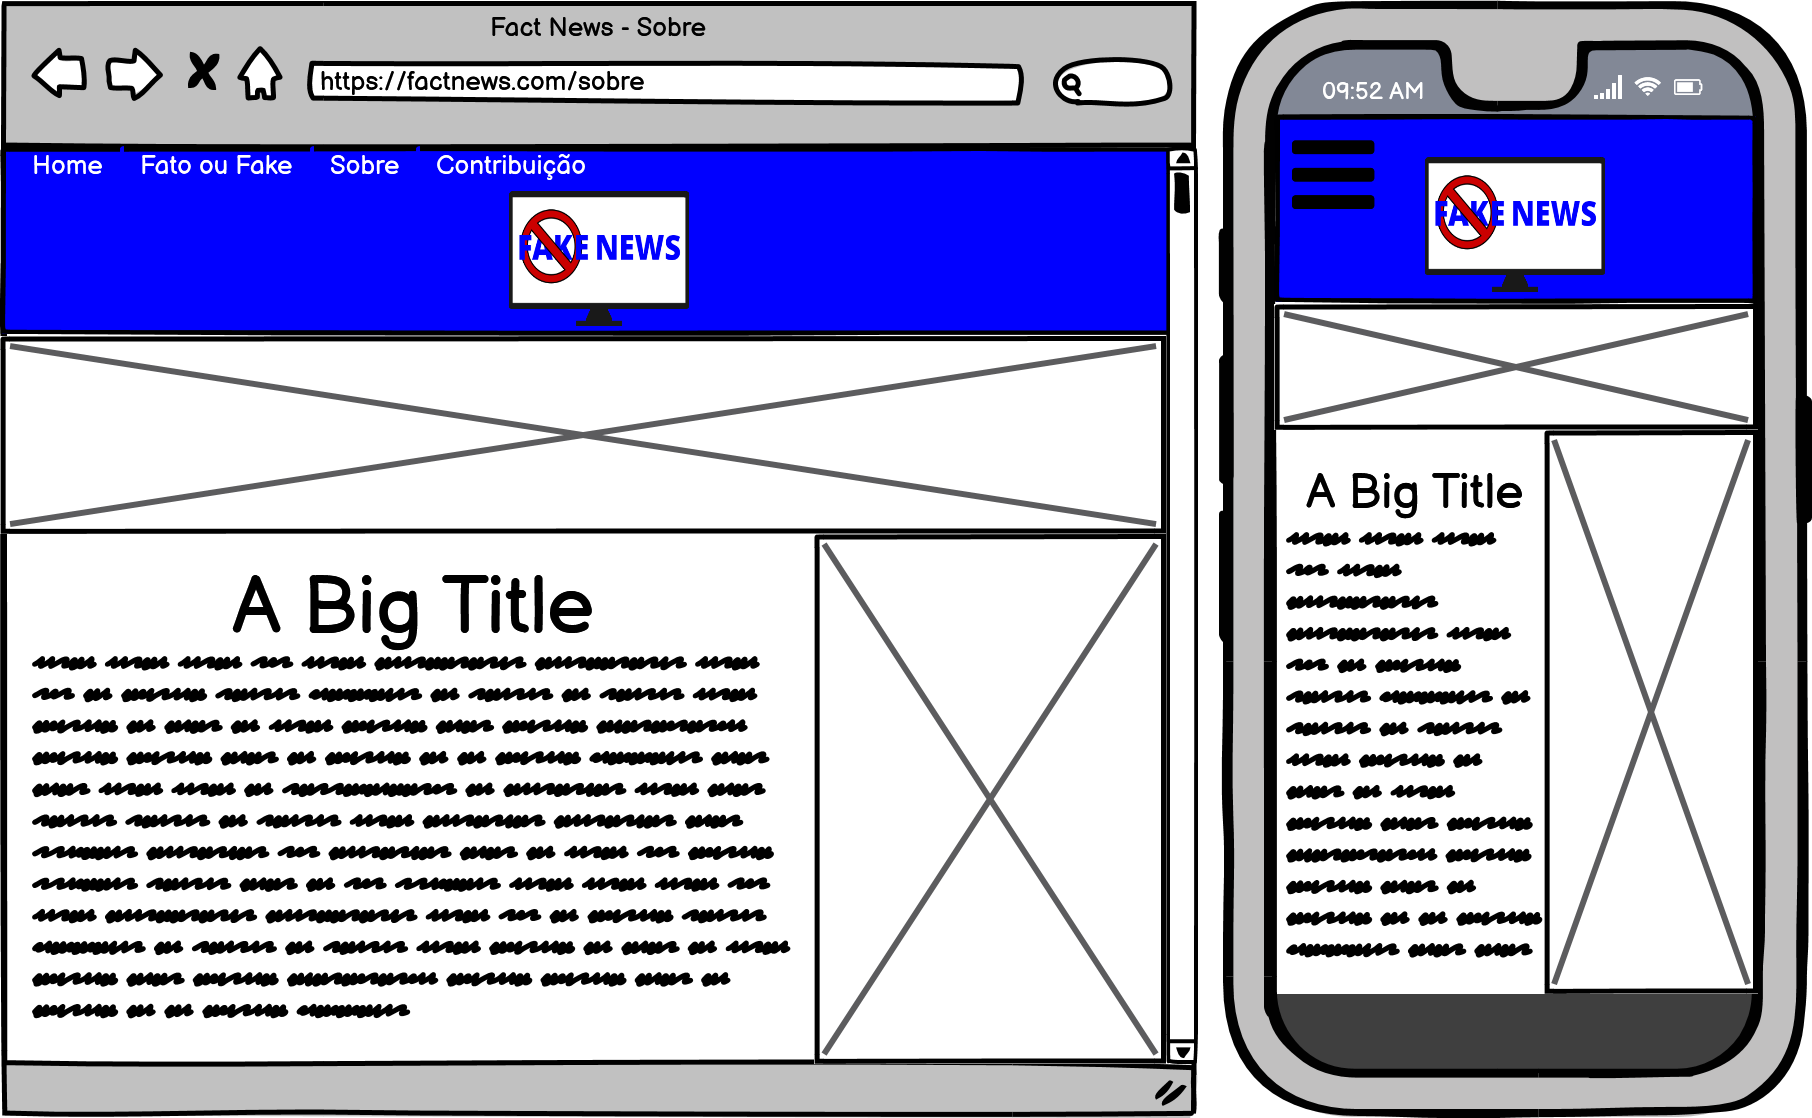 Fact News - Sobre
https://factnews.com/sobre
Home Fato ou Fake Sobre Contribuição
FAKE NEWS
A Big Title
09:52 AM
FAKE NEWS
A Big Title